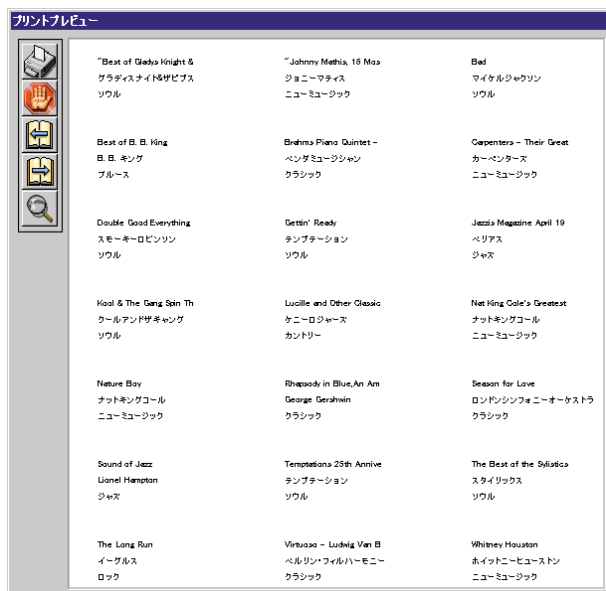 プリントプレビュー
"Best of Gladys Knight &
グラディスナイト&ザピプス
ソウル
"Johnny Mathis, 16 Mos
ジョニーマティス
ニューミュージック
Bad
マイケルジャクソン
ソウル
Best of B. B. King
B. B. キング
ブルース
Brahms Piano Quintet -
ベンダミュージシャン
クラシック
Carpenters - Their Great
カーペンターズ
ニューミュージック
Double Good Everything
スモーキーロビンソン
ソウル
Gettin' Ready
テンプテーション
ソウル
Jazzis Magazine April 19
ベリアス
ジャズ
Kool & The Gang Spin Th
クールアンドザギャング
ソウル
Lucille and Other Classic
ケニーロジャーズ
カントリー
Nat King Cole's Greatest
ナットキングコール
ニューミュージック
Nature Boy
ナットキングコール
ニューミュージック
Rhapsody in Blue,An Am
George Gershwin
クラシック
Season for Love
ロンドンシンフォニーオーケストラ
クラシック
Sound of Jazz
Lionel Hampton
ジャズ
Temptations 25th Annive
テンプテーション
ソウル
The Best of the Sylistics
スタイリックス
ソウル
The Long Run
イーグルス
ロック
Virtuoso - Ludwig Van B
ベルリン・フィルハーモニー
クラシック
Whitney Houston
ホイットニーヒューストン
ニューミュージック